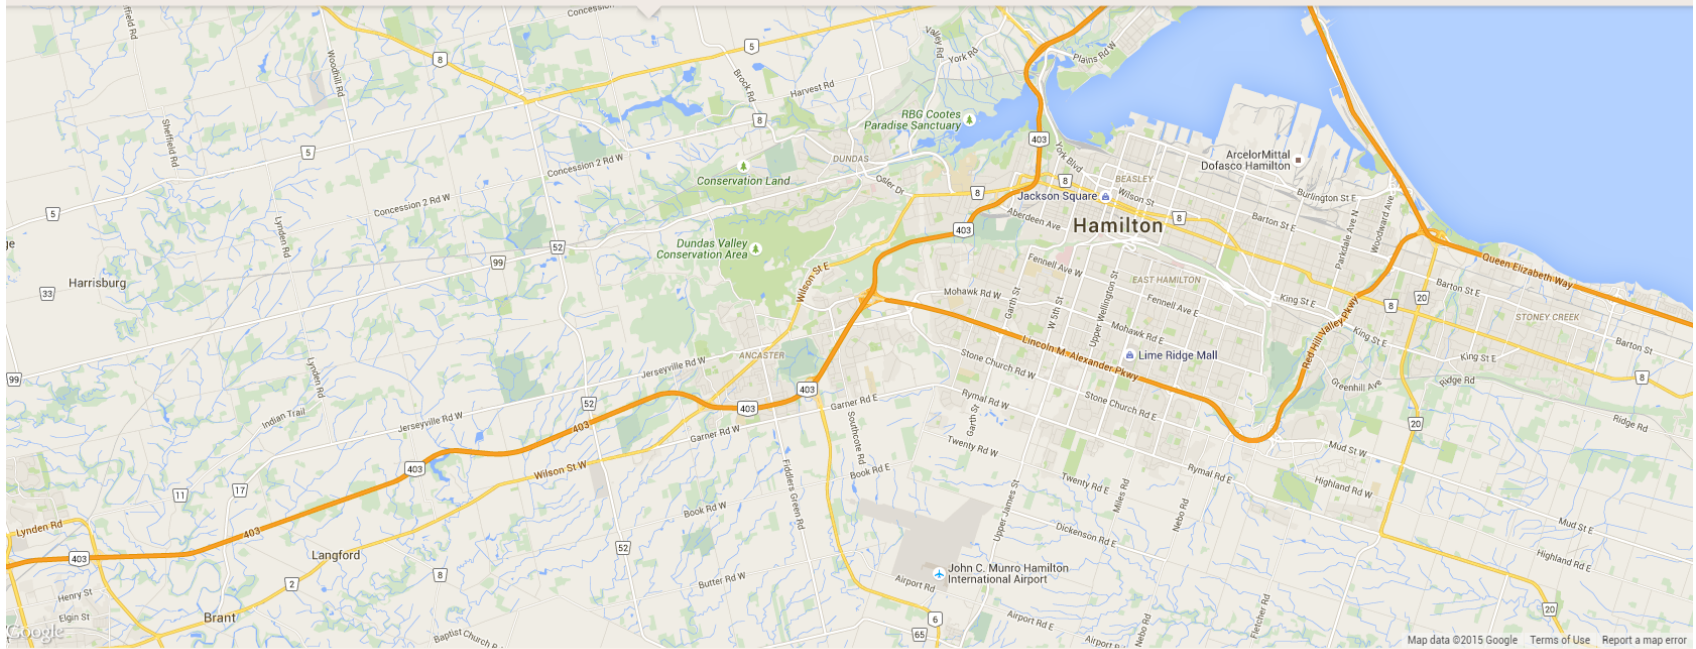 Sheffield Rd
Concession
Concession
8
5
Woodhill Rd
Brock Rd
Harvest Rd
Valley Rd
York Rd
Plains Rd W
Sheffield Rd
5
8
RBG Cootes
Paradise Sanctuary
403
York Blvd
ArcelorMittal
Dofasco Hamilton
Concession 2 Rd W
Conservation Land
DUNDAS
Osler Dr
8
8
BEASLEY
Wilson St
Burlington St E
Jackson Square
Concession 2 Rd W
5
Lynden Rd
52
99
Aberdeen Ave
403
Hamilton
8
Barton St E
Parkdale Ave N
Woodward Ave
Dundas Valley
Conservation Area
Wilson St E
Fennell Ave W
EAST HAMILTON
Queen Elizabeth Way
ge
Harrisburg
33
Mohawk Rd W
Garth St
W 5th St
Upper Wellington St
Fennell Ave E
King St E
8
20
Barton St E
STONEY CREEK
Mohawk Rd E
Red Hill Valley Pkwy
King St E
Barton St
Lincoln M. Alexander Pkwy
Lime Ridge Mall
ANCASTER
Jerseyville Rd W
Stone Church Rd W
King St E
Greenhill Ave
Ridge Rd
8
99
Lynden Rd
403
403
Garner Rd E
Rymal Rd W
Stone Church Rd E
Indian Trail
Jerseyville Rd W
52
403
Garner Rd W
Southcote Rd
Garth St
Twenty Rd W
20
Ridge Rd
Mud St W
403
Wilson St W
Fiddlers Green Rd
Book Rd E
Twenty Rd E
Rymal Rd E
Highland Rd W
11
17
Book Rd W
Upper James St
Miles Rd
Nebo Rd
Mud St E
Lynden Rd
403
Dickenson Rd E
Highland Rd E
403
Langford
52
2
8
Butter Rd W
John C. Munro Hamilton
International Airport
Airport Rd
Henry St
Elgin St
Brant
6
65
Airport Rd E
Nebo Rd
Fletcher Rd
20
Google
Baptist Church
Airport
Map data ©2015 Google
Terms of Use
Report a map error